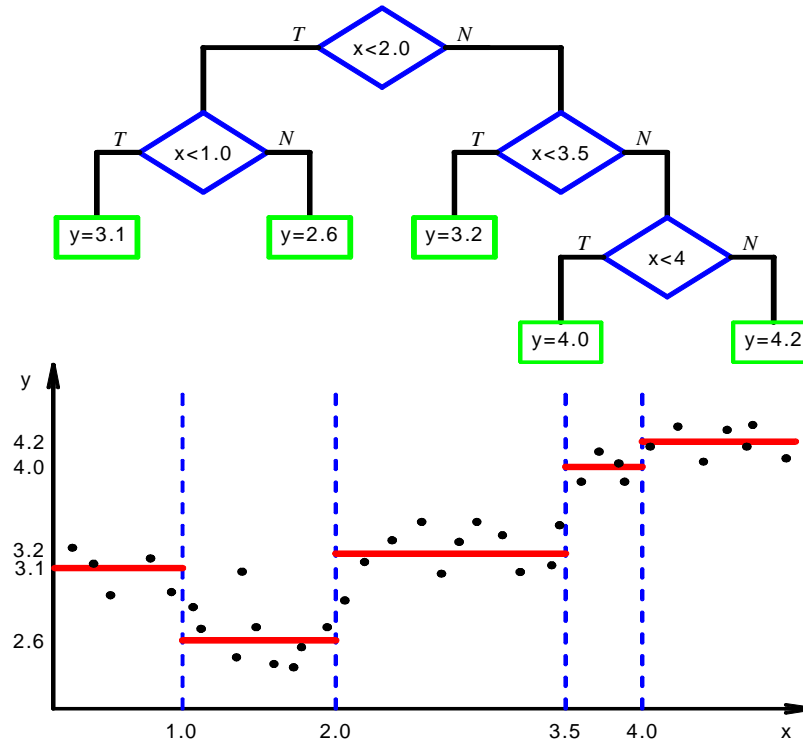 T x<2.0 N
T x<1.0 N T x<3.5 N
y=3.1 y=2.6 y=3.2 T x<4 N
y=4.0 y=4.2
y
4.2
4.0
3.2
3.1
2.6
1.0 2.0 3.5 4.0 x